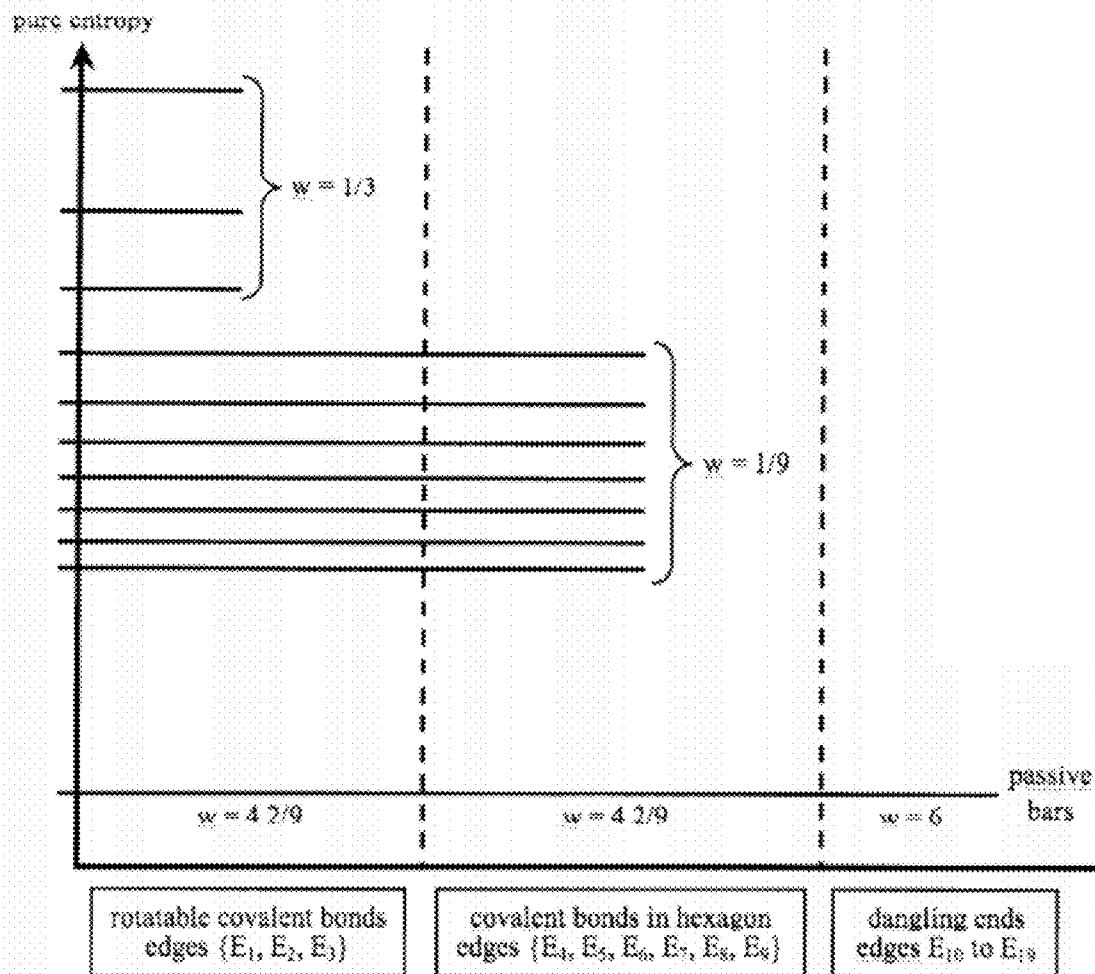 pure entropy
w = 1/3
w = 1/9
passive
bars
w = 4 2/9
w = 4 2/9
w = 6
rotatable covalent bonds
edges {E₁, E₂, E₃}
covalent bonds in hexagon
edges {E₄, E₅, E₆, E₇, E₈, E₉}
dangling ends
edges E₁₀ to E₁₉